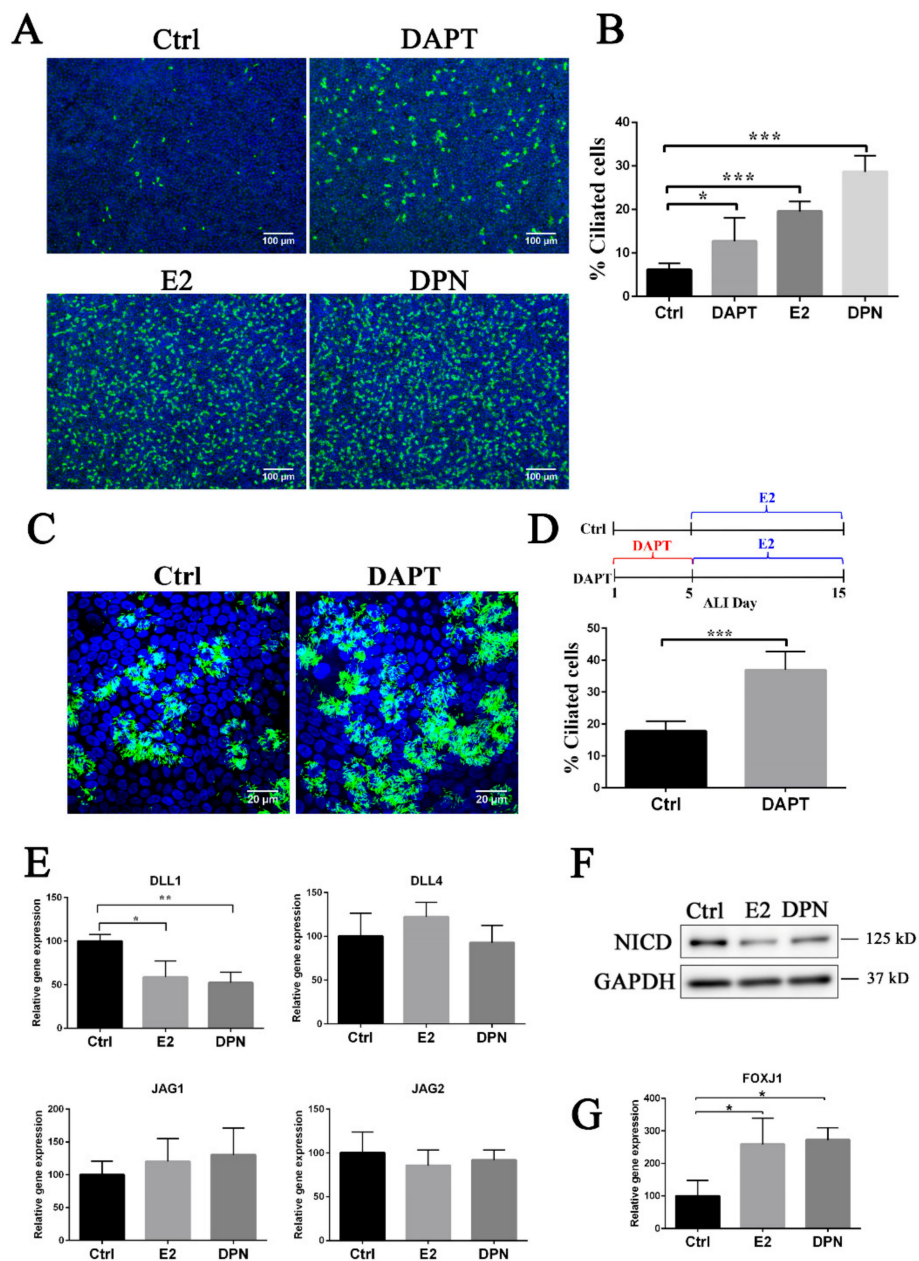 A
Ctrl
DAPT
100 µm
100 µm
E2
DPN
100 µm
100 µm
B
% Ciliated cells
40
30
20
10
0
***
***
*
Ctrl DAPT E2 DPN
C
Ctrl
DAPT
20 µm
20 µm
D
E2
Ctrl
DAPT
E2
DAPT
1 5 15
ALI Day
% Ciliated cells
50
40
30
20
10
0
***
Ctrl DAPT
E
DLL1
Relative gene expression
150
100
50
0
**
*
Ctrl E2 DPN
DLL4
Relative gene expression
150
100
50
0
Ctrl E2 DPN
JAG1
Relative gene expression
200
150
100
50
0
Ctrl E2 DPN
JAG2
Relative gene expression
150
100
50
0
Ctrl E2 DPN
F
Ctrl E2 DPN
NICD
125 kD
GAPDH
37 kD
G
FOXJ1
Relative gene expression
400
300
200
100
0
*
*
Ctrl E2 DPN